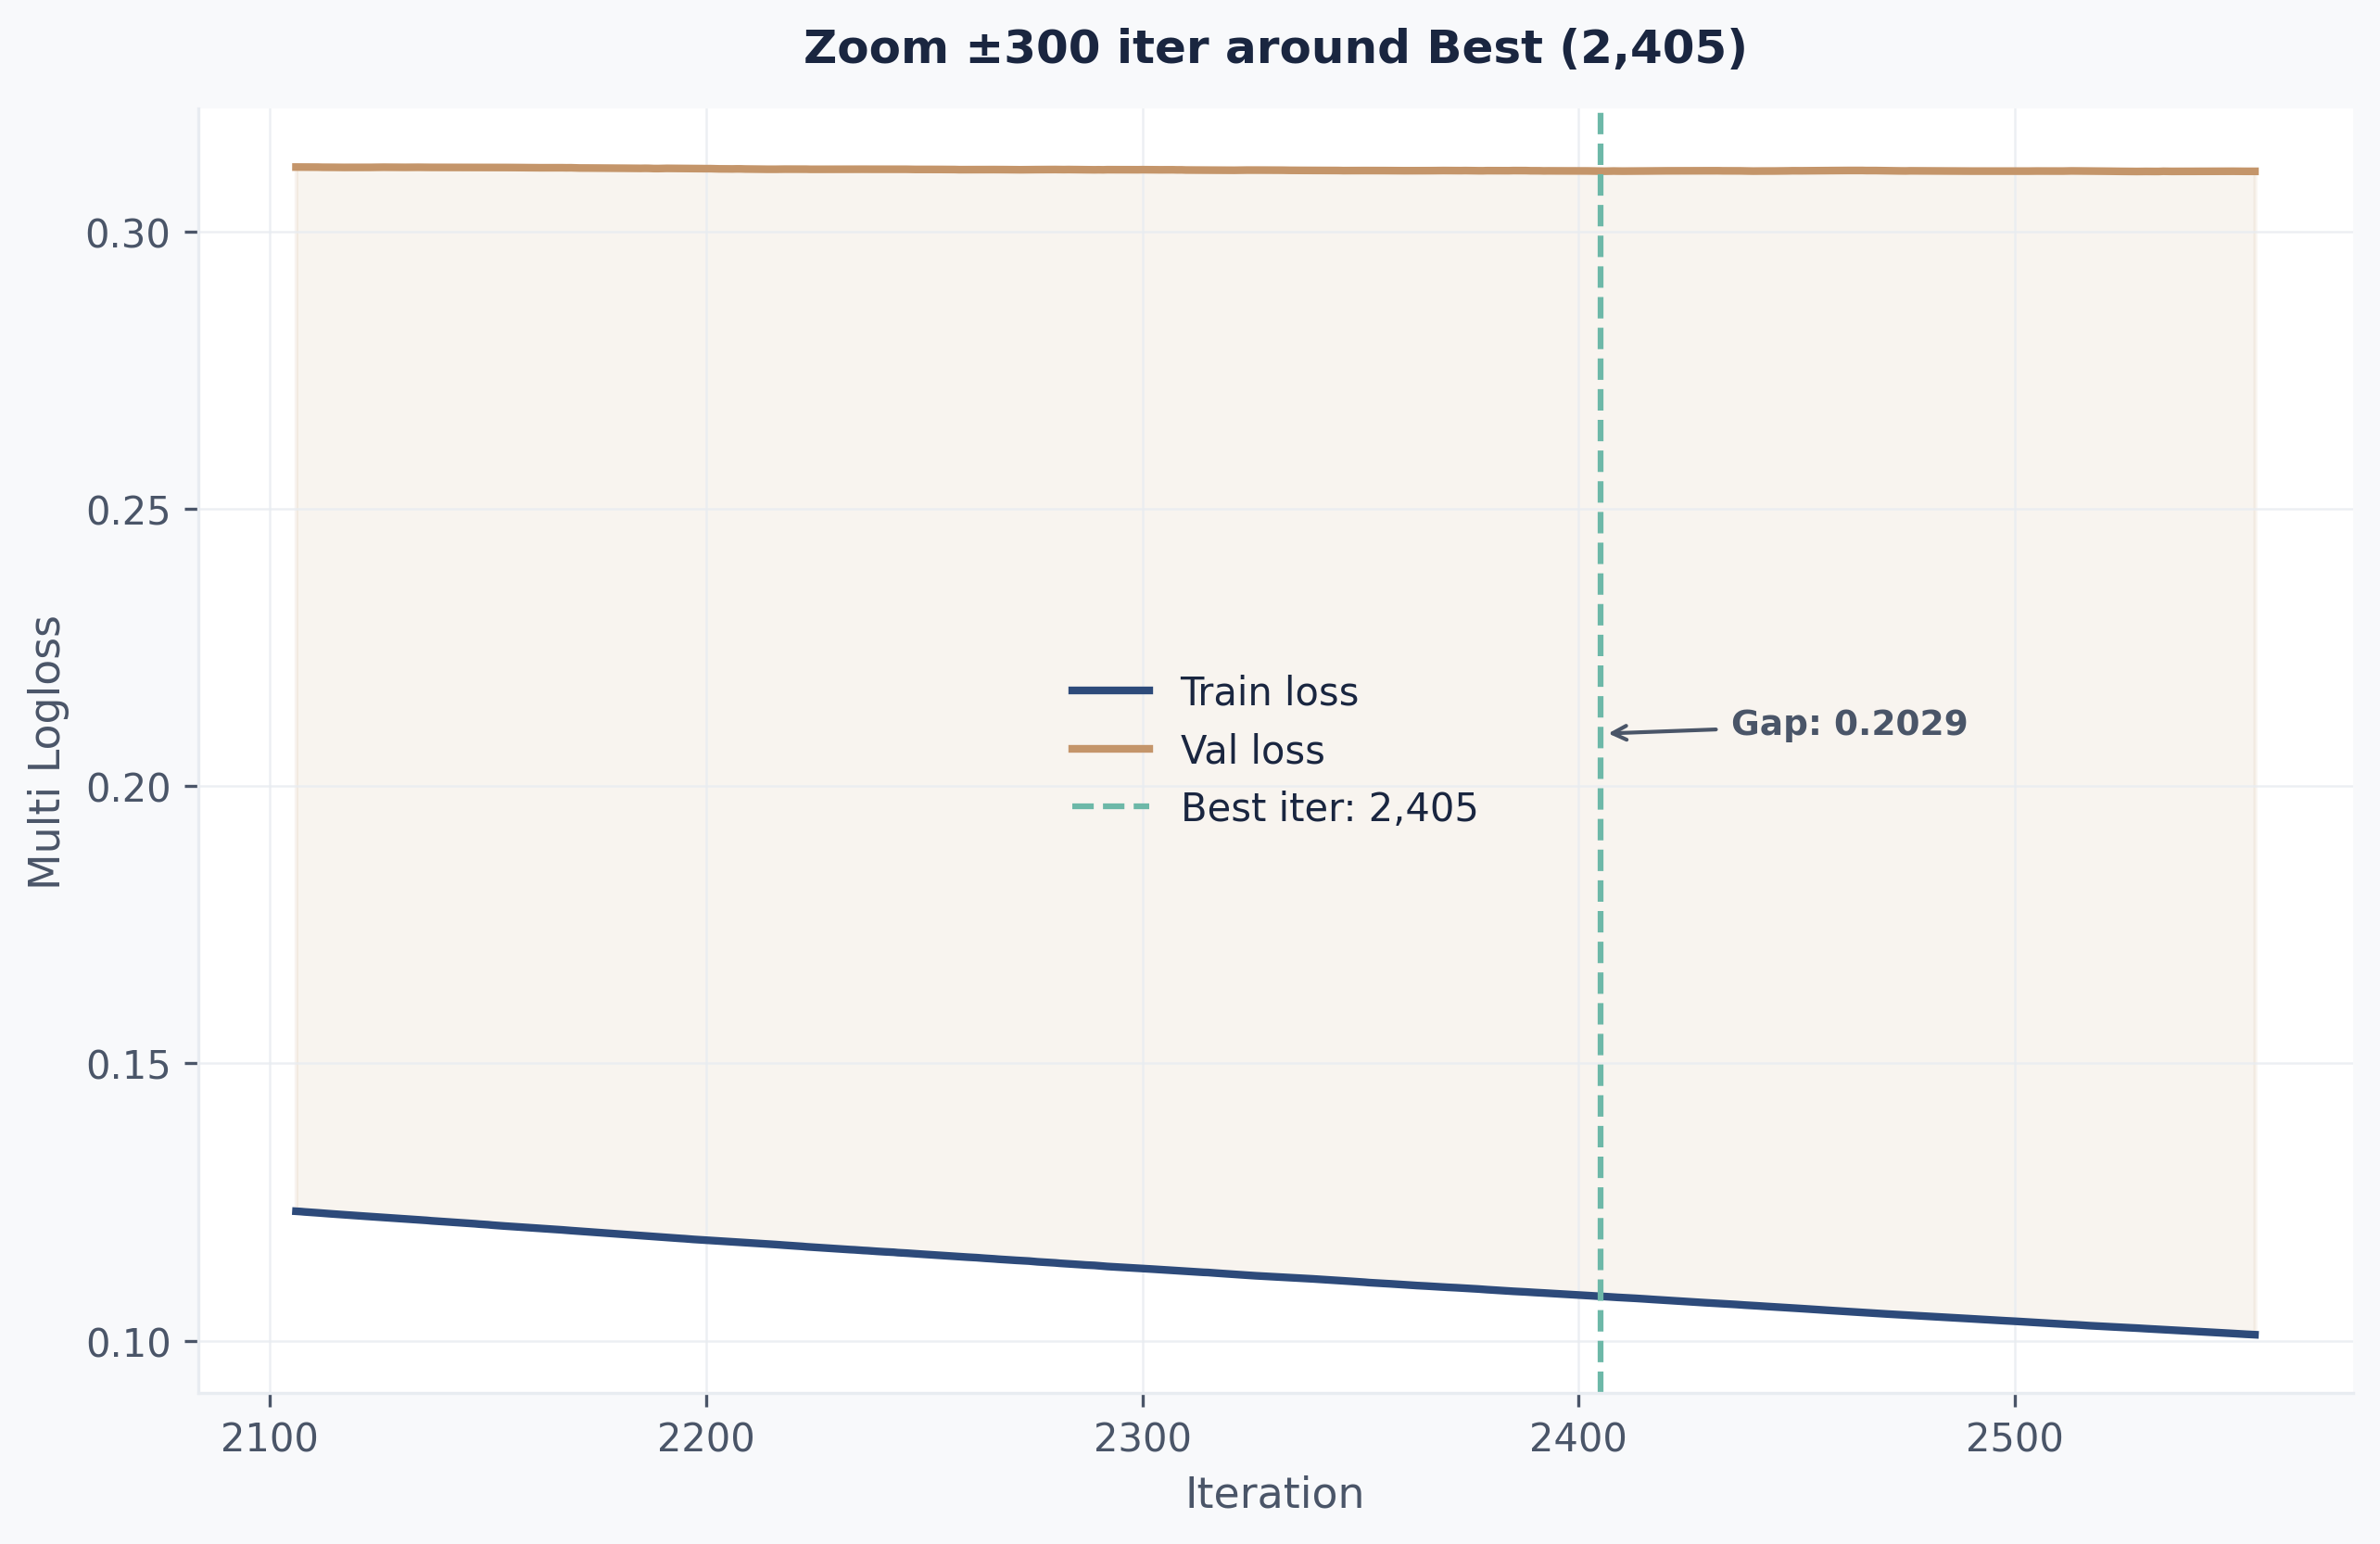 Zoom ±300 iter around Best (2,405)
Multi Logloss
0.30
0.25
0.20
0.15
0.10
Train loss
Val loss
Best iter: 2,405
Gap: 0.2029
2100
2200
2300
2400
2500
Iteration